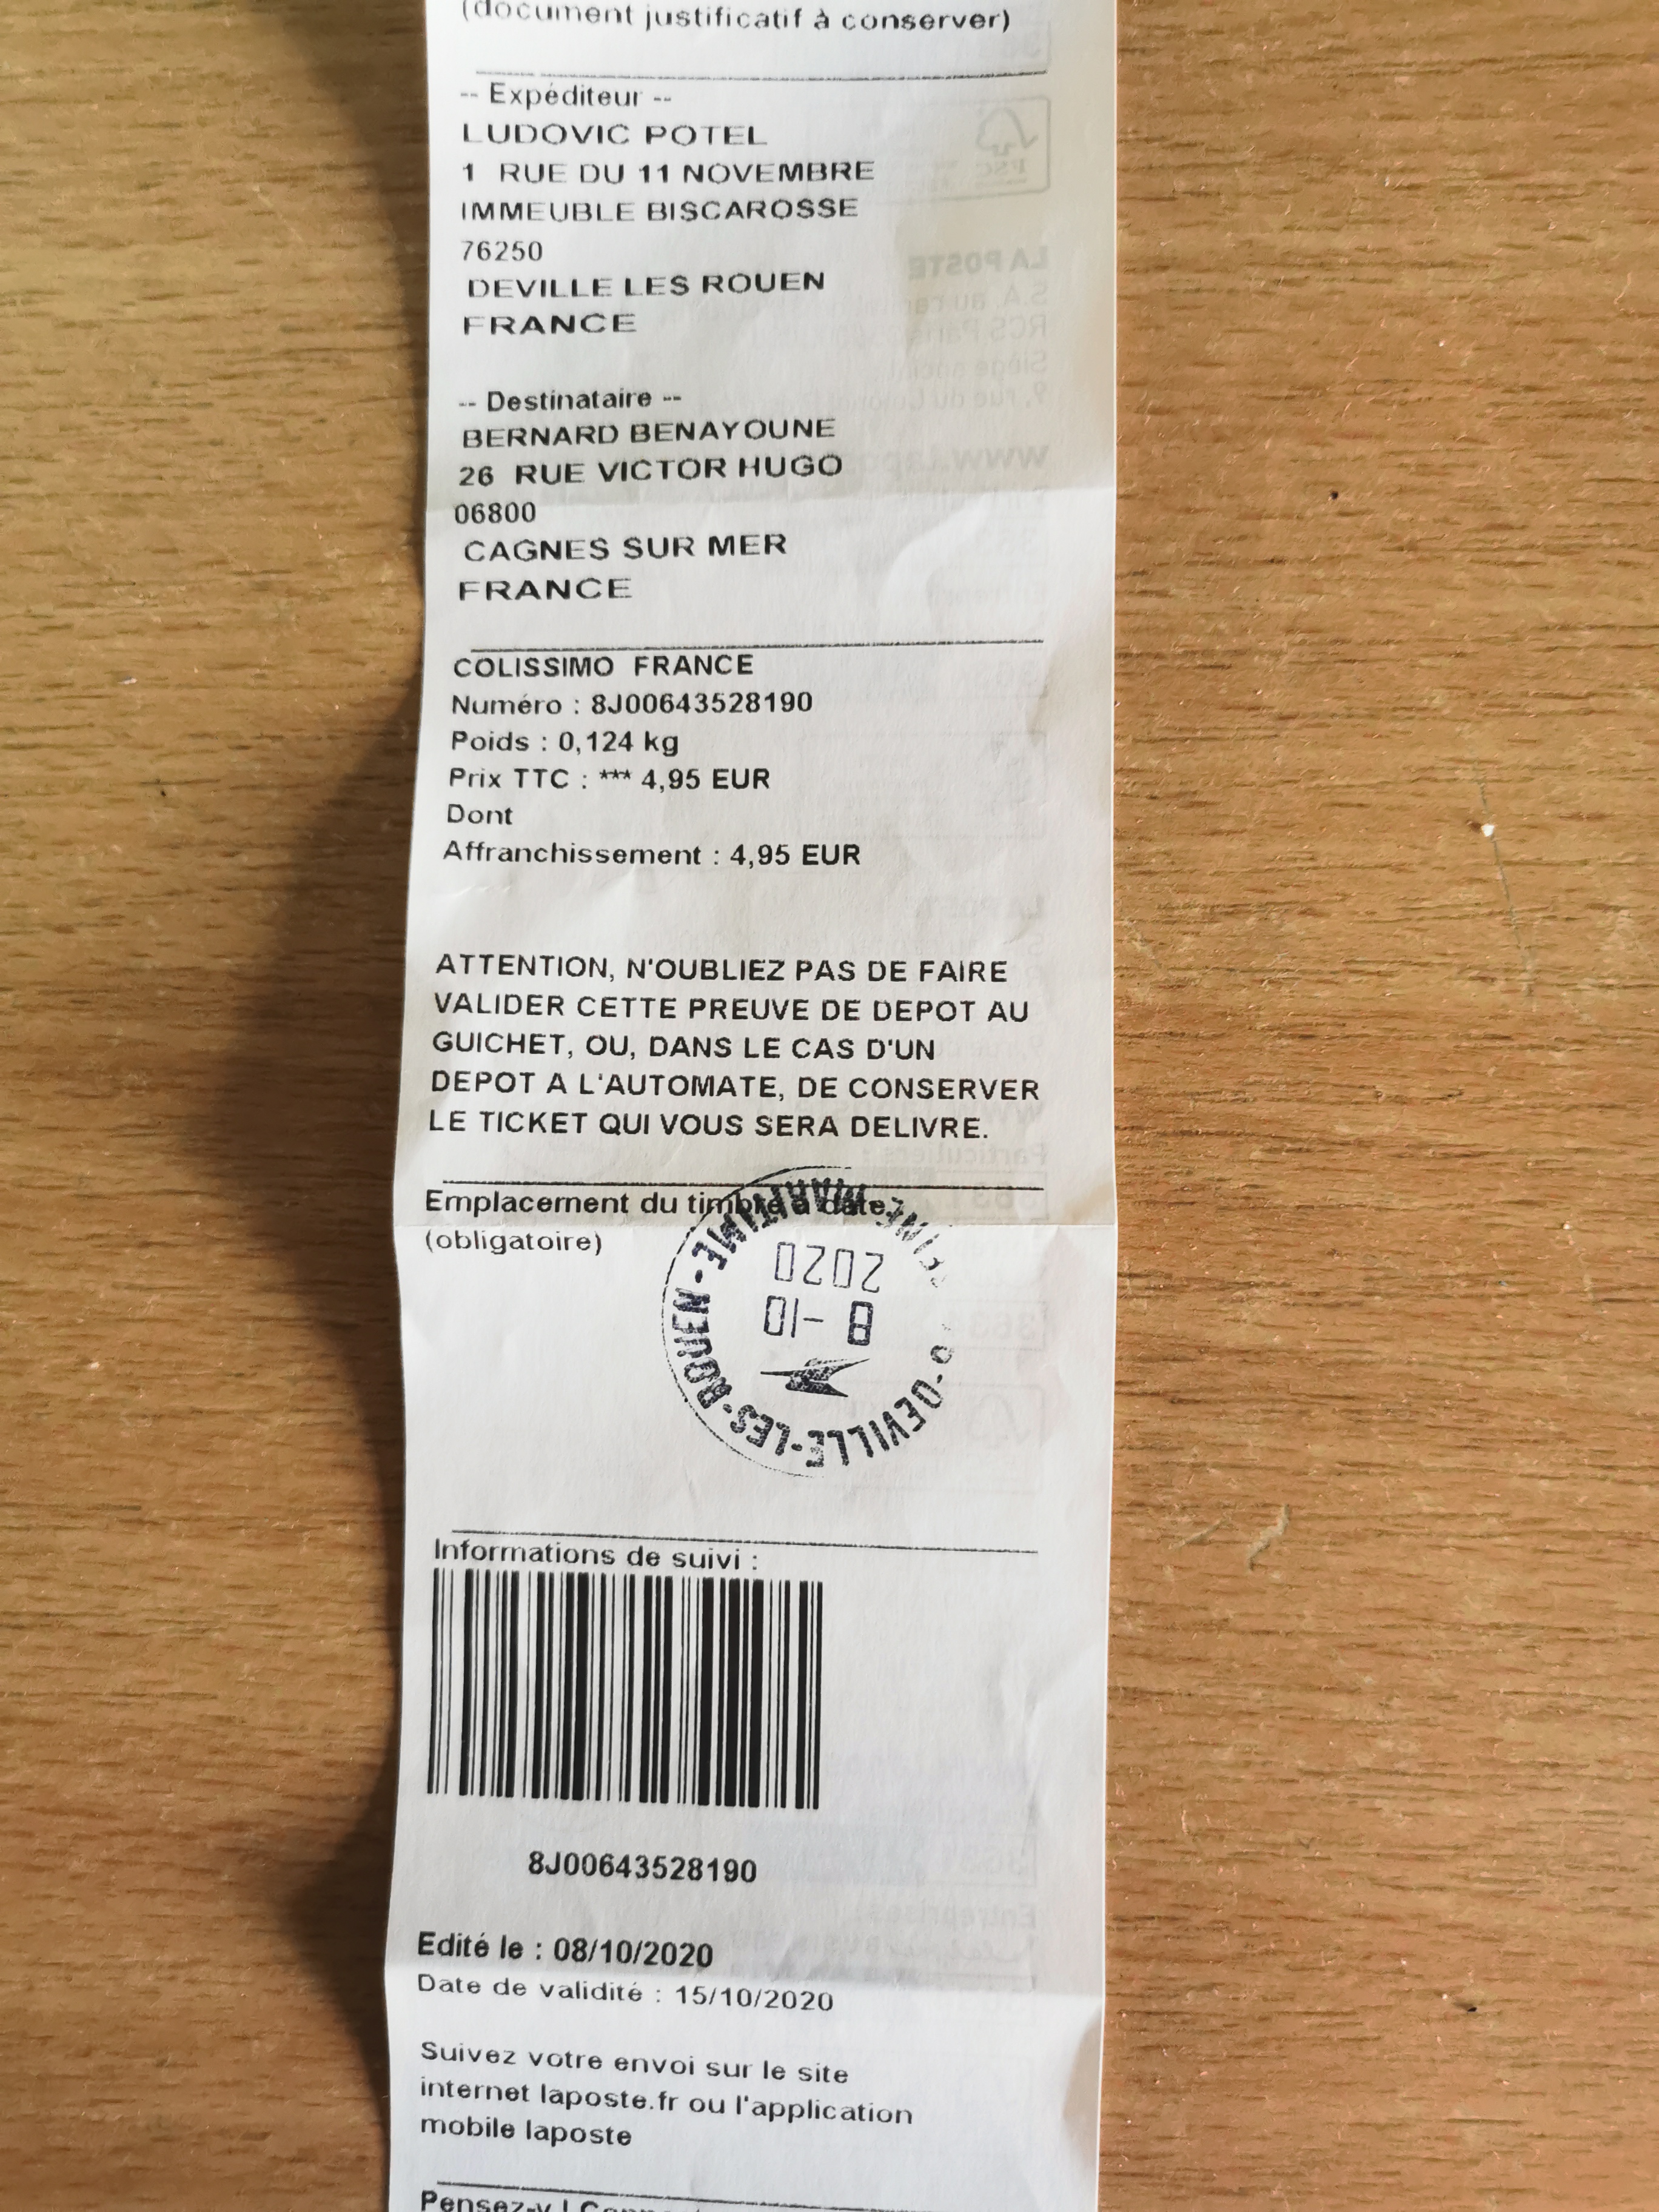 (document justificatif à conserver)
-- Expéditeur --
LUDOVIC POTEL
1 RUE DU 11 NOVEMBRE
IMMEUBLE BISCAROSSE
76250
DEVILLE LES ROUEN
FRANCE
-- Destinataire --
BERNARD BENAYOUNE
26 RUE VICTOR HUGO
06800
CAGNES SUR MER
FRANCE
COLISSIMO FRANCE
Numéro : 8J00643528190
Poids : 0,124 kg
Prix TTC : *** 4,95 EUR
Dont
Affranchissement : 4,95 EUR
ATTENTION, N'OUBLIEZ PAS DE FAIRE
VALIDER CETTE PREUVE DE DEPOT AU
GUICHET, OU, DANS LE CAS D'UN
DEPOT A L'AUTOMATE, DE CONSERVER
LE TICKET QUI VOUS SERA DELIVRE.
Emplacement du timbre à date
(obligatoire)
DEVILLE-LES-ROUEN-
MARITIME
8-10
2020
Informations de suivi :
8J00643528190
Edité le : 08/10/2020
Date de validité : 15/10/2020
Suivez votre envoi sur le site
internet laposte.fr ou l'application
mobile laposte
Pensez-y !